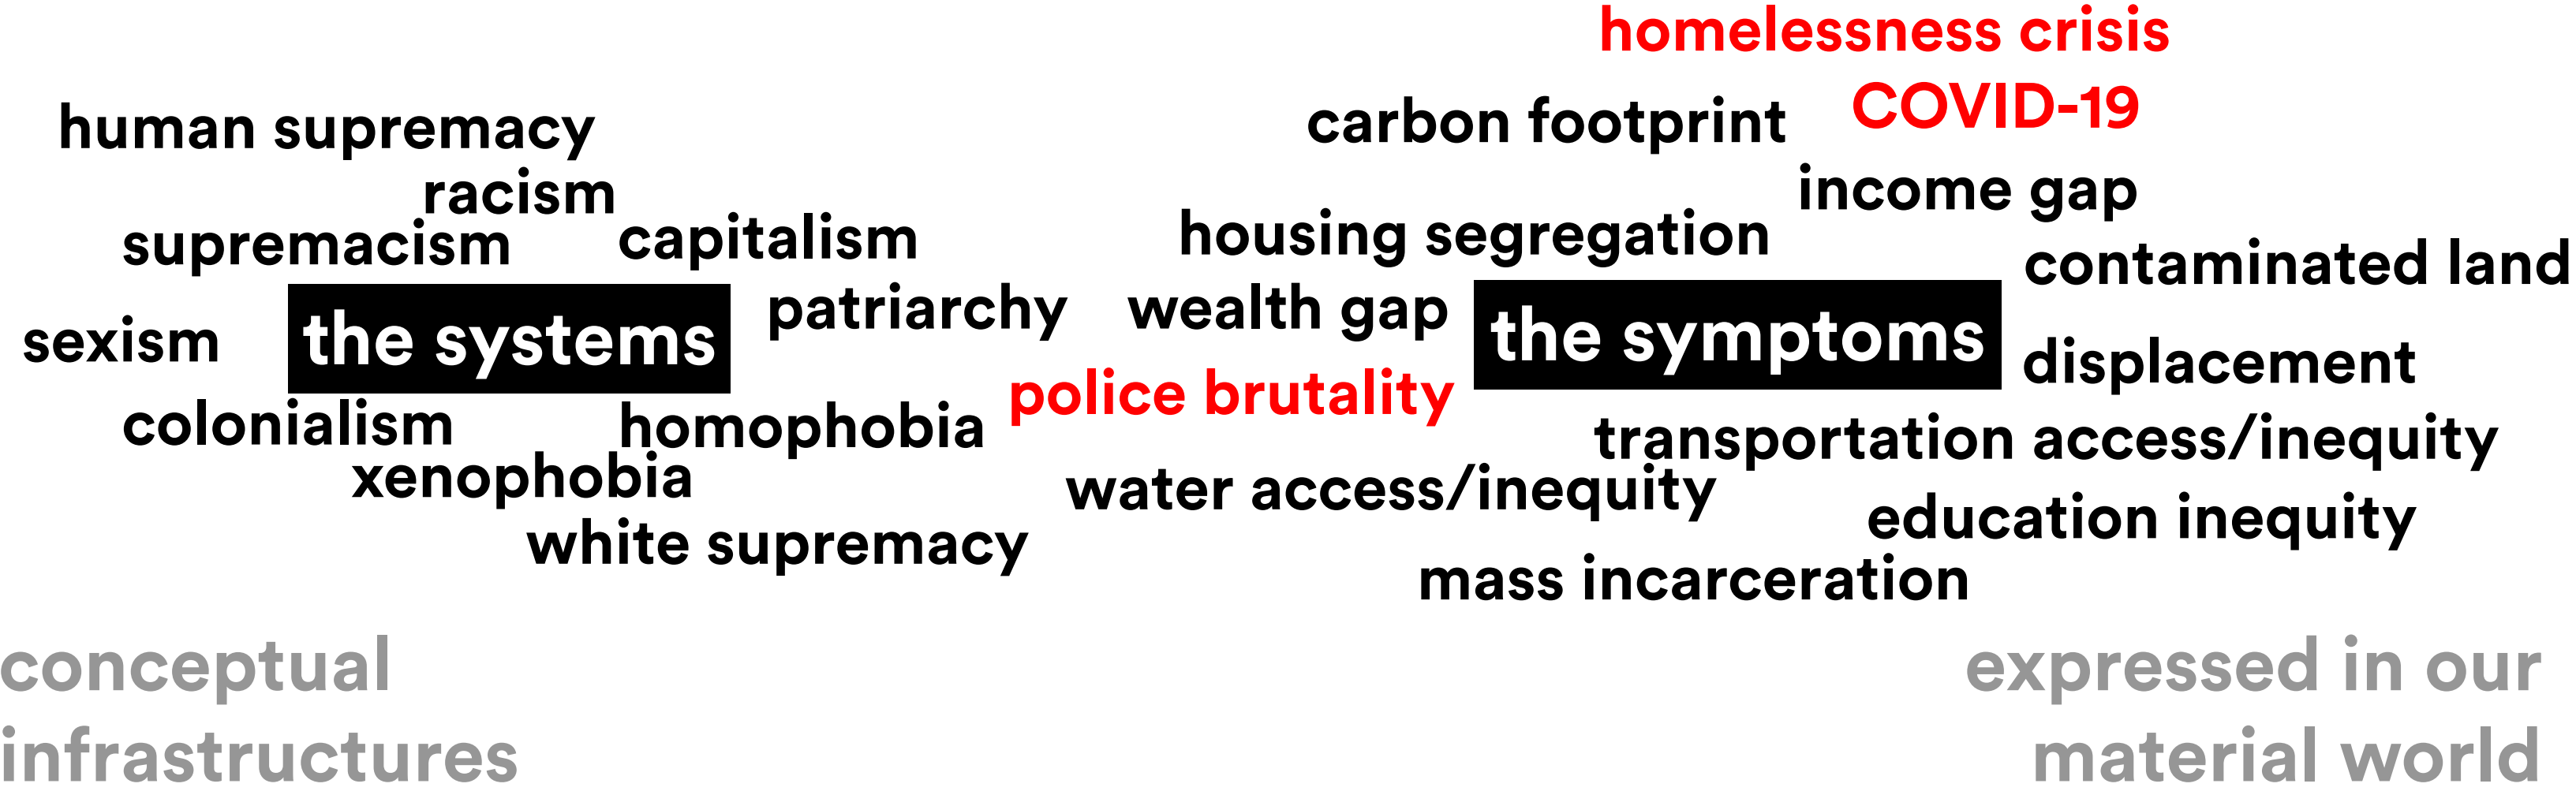 human supremacy
racism
supremacism
capitalism
sexism
the systems
patriarchy
colonialism
homophobia
xenophobia
white supremacy
conceptual
infrastructures
homelessness crisis
COVID-19
carbon footprint
income gap
housing segregation
contaminated land
wealth gap
the symptoms
displacement
police brutality
transportation access/inequity
water access/inequity
education inequity
mass incarceration
expressed in our
material world